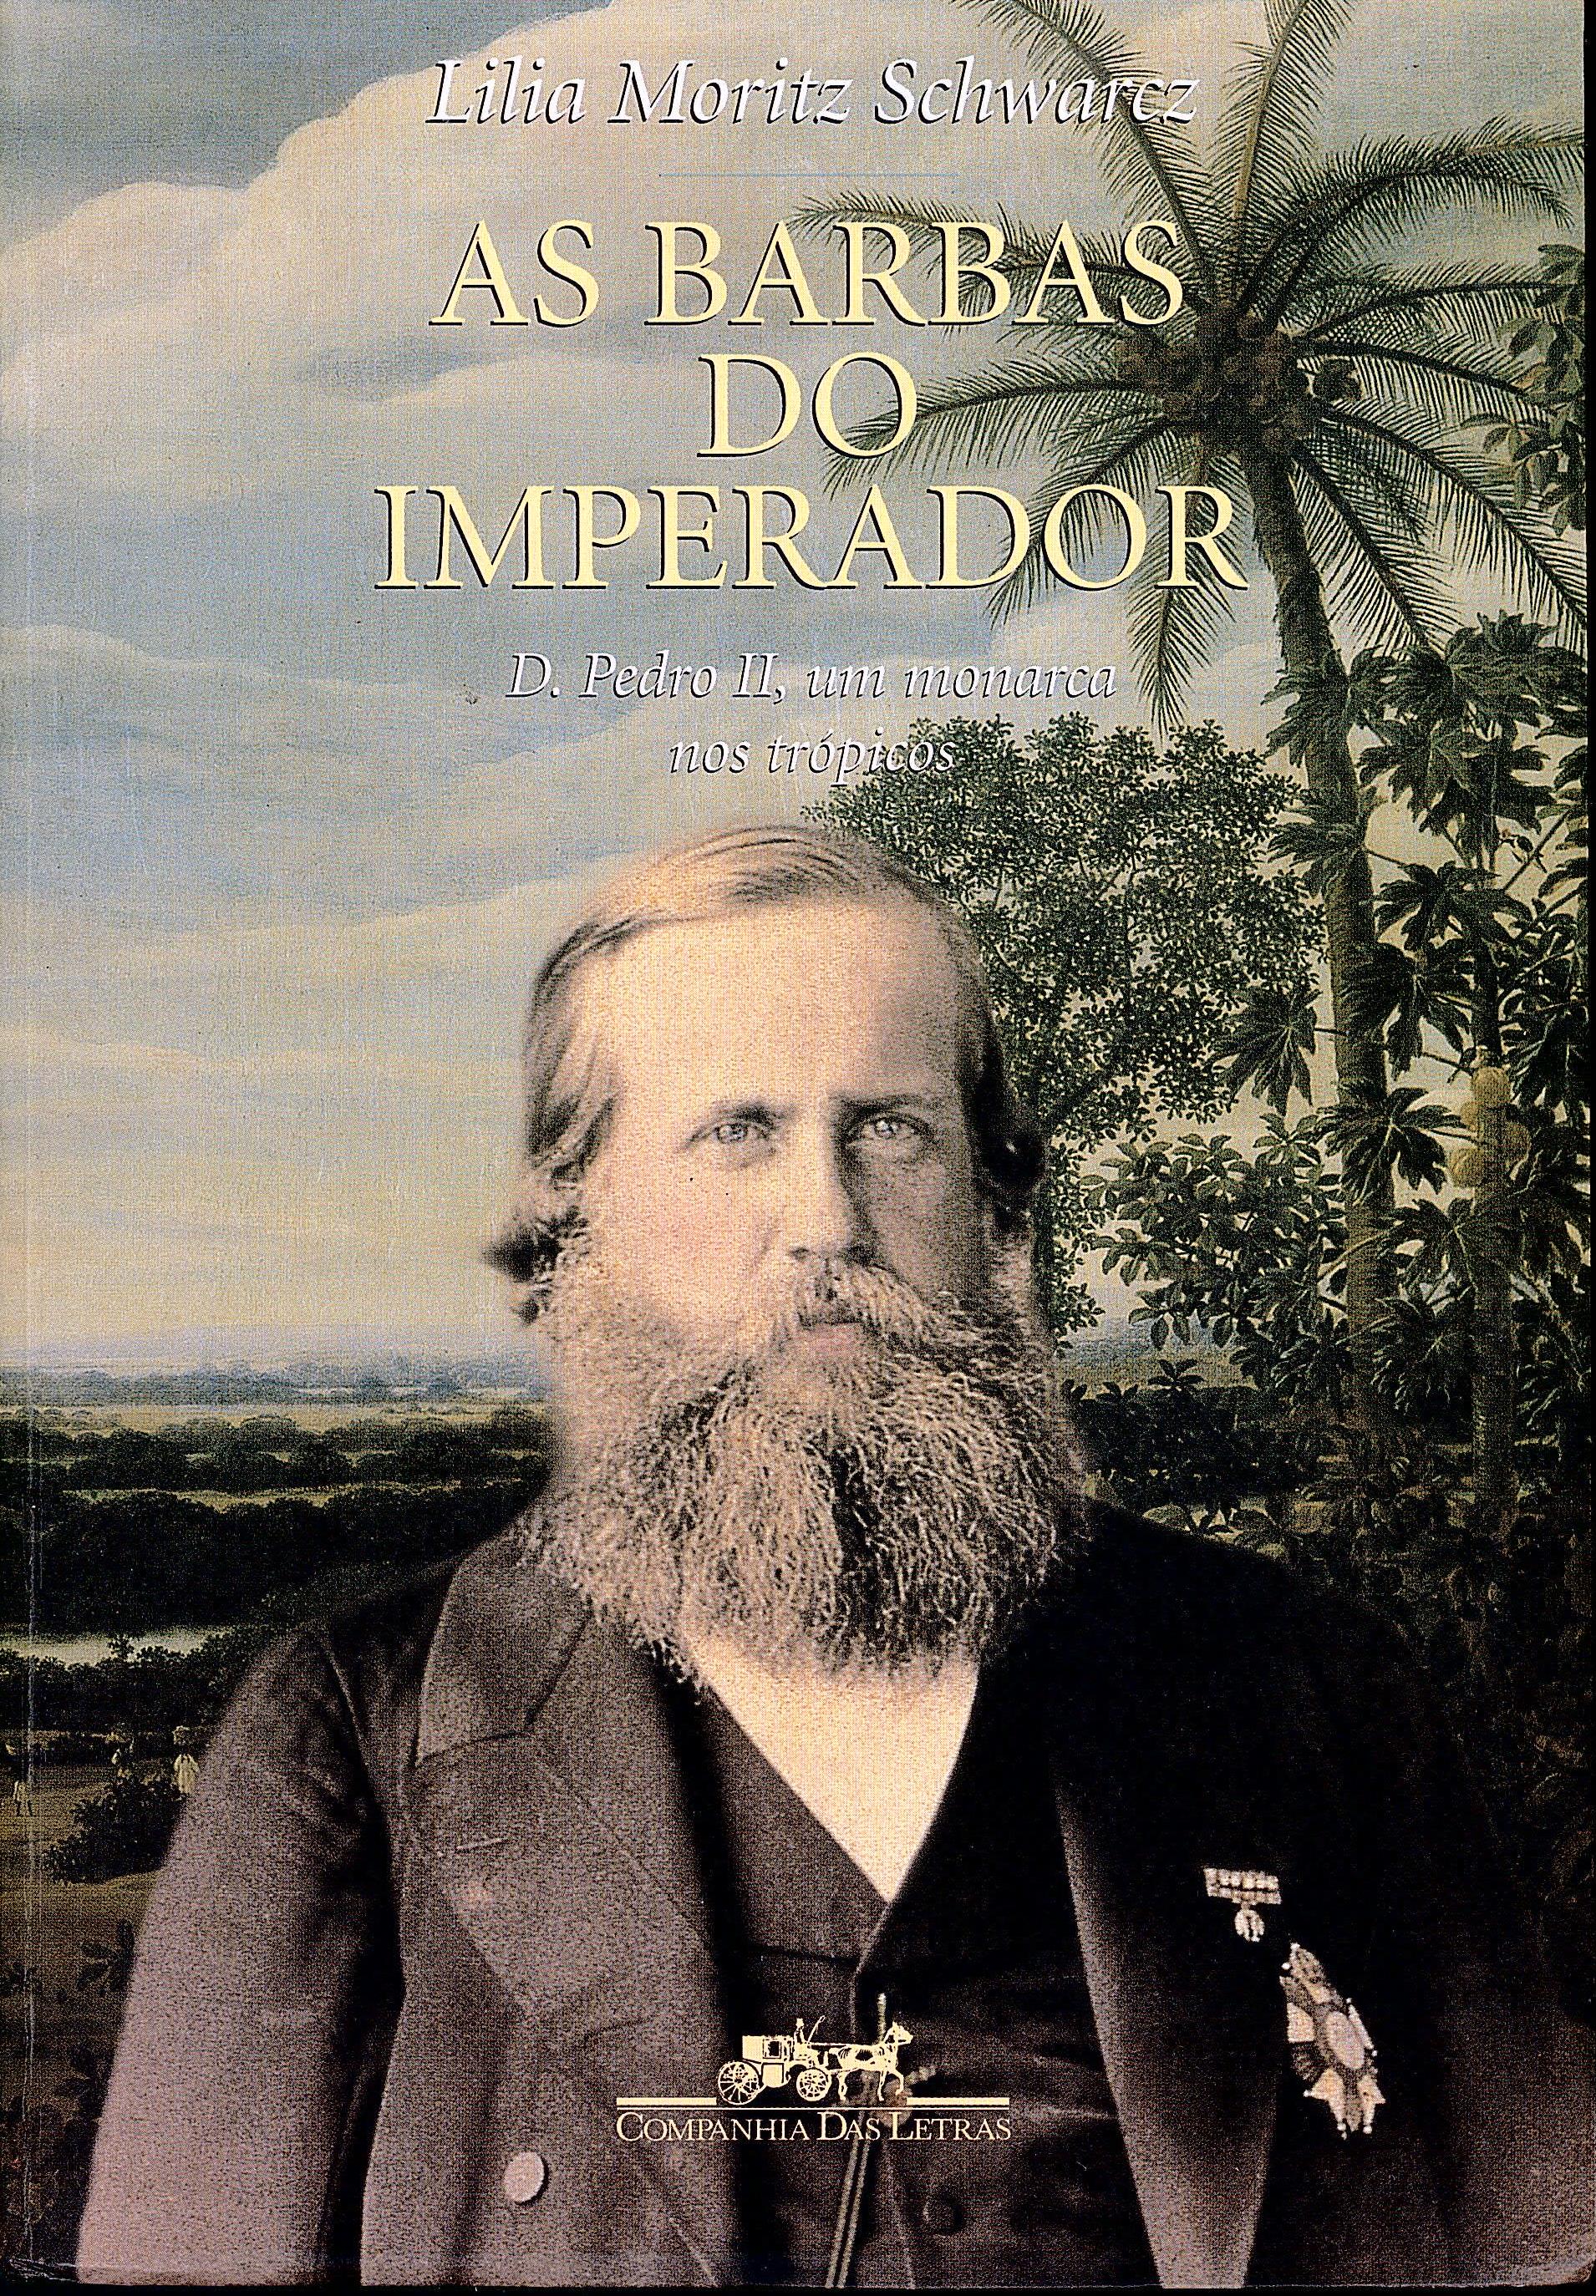 Lilia Moritz Schwarcz
AS BARBAS
DO
IMPERADOR
D. Pedro II, um monarca
nos trópicos
COMPANHIA DAS LETRAS